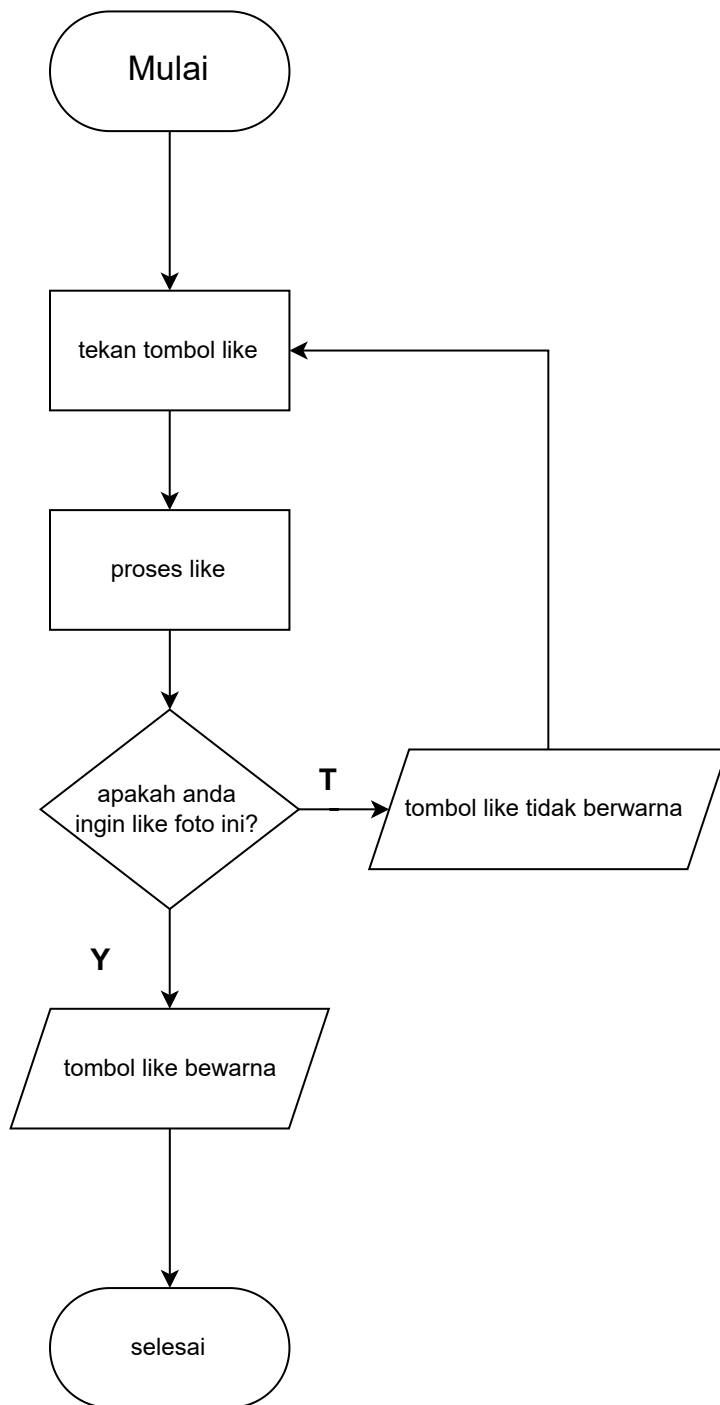 Mulai
tekan tombol like
proses like
apakah anda
ingin like foto ini?
T
tombol like tidak berwarna
Y
tombol like bewarna
selesai